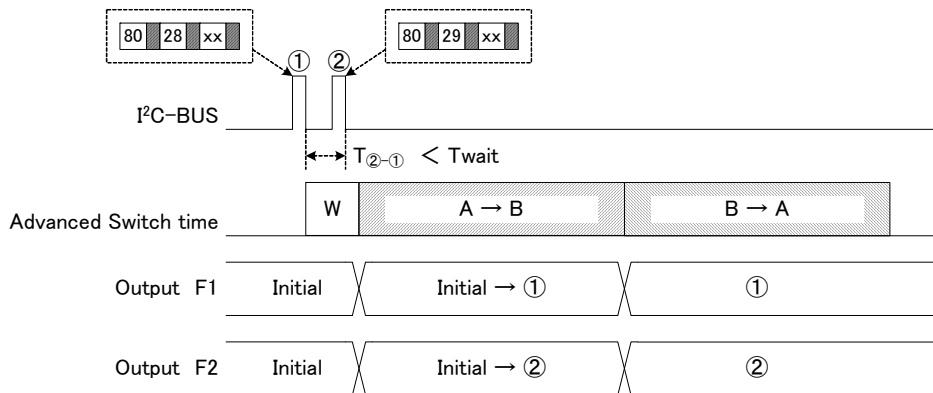 80 28 xx 80 29 xx
① ②
I²C-BUS
T②-① < Twait
Advanced Switch time W A → B B → A
Output F1 Initial Initial → ① ①
Output F2 Initial Initial → ② ②